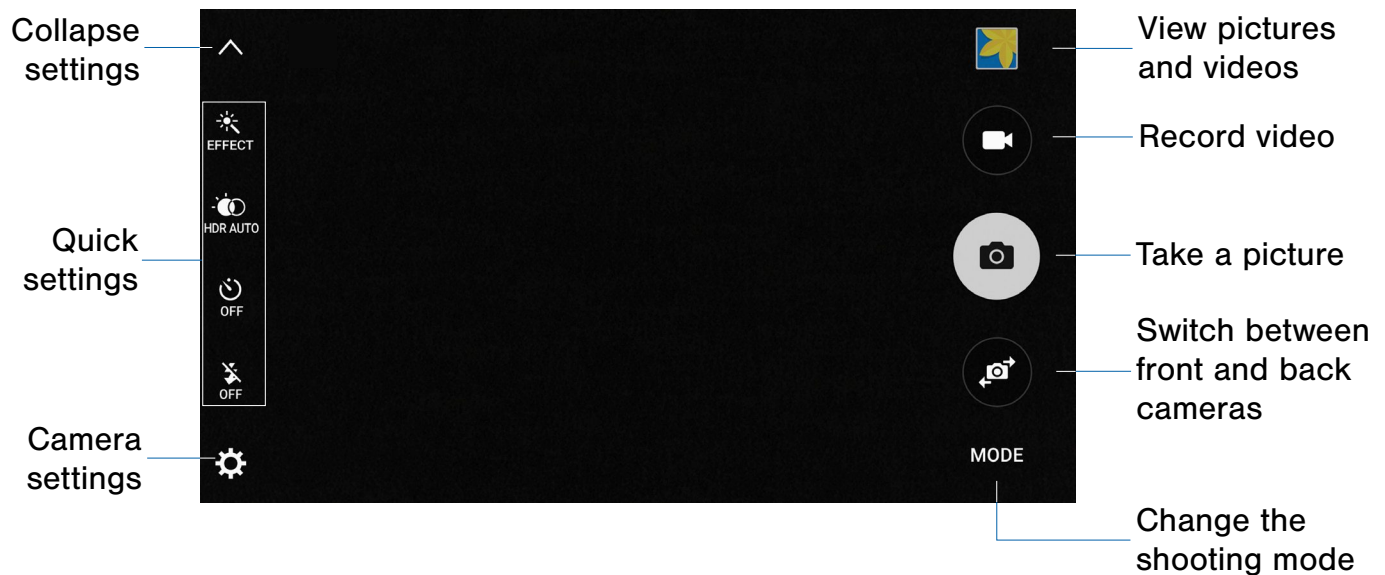 Collapse
settings
EFFECT
HDR AUTO
Quick
settings
OFF
OFF
Camera
settings
View pictures
and videos
Record video
Take a picture
Switch between
front and back
cameras
MODE
Change the
shooting mode